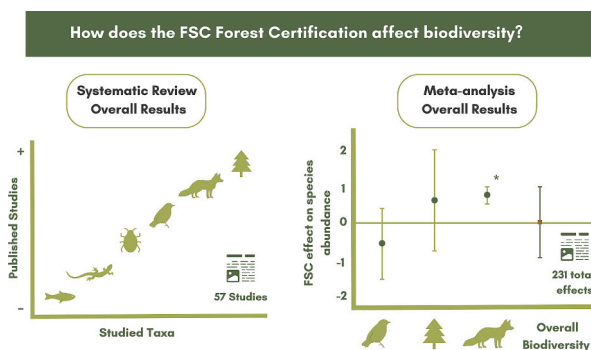 How does the FSC Forest Certification affect biodiversity?
Systematic Review
Overall Results
+
Published Studies
-
57 Studies
Studied Taxa
Meta-analysis
Overall Results
FSC effect on species
abundance
2
1
0
-1
-2
*
231 total
effects
Overall
Biodiversity